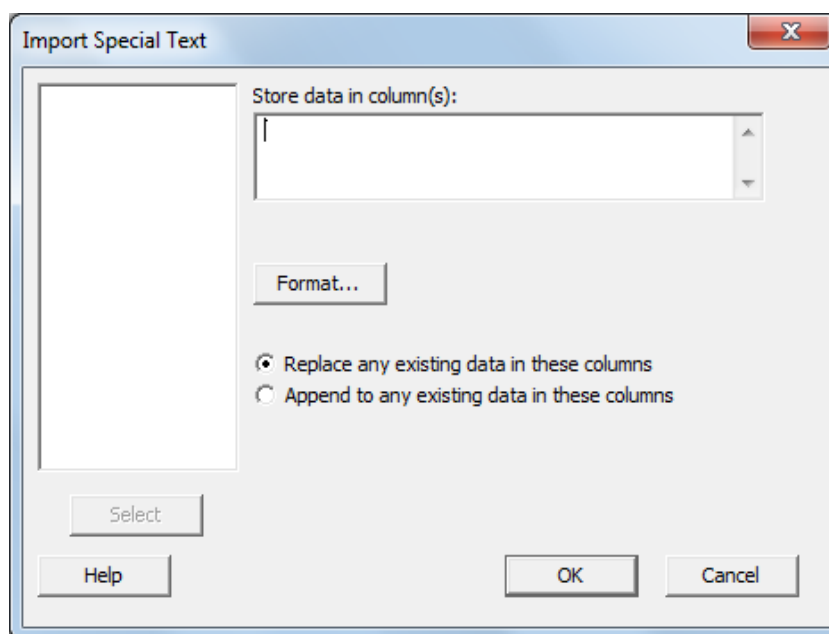 Import Special Text
Store data in column(s):
Format...
Replace any existing data in these columns
Append to any existing data in these columns
Select
Help
OK
Cancel